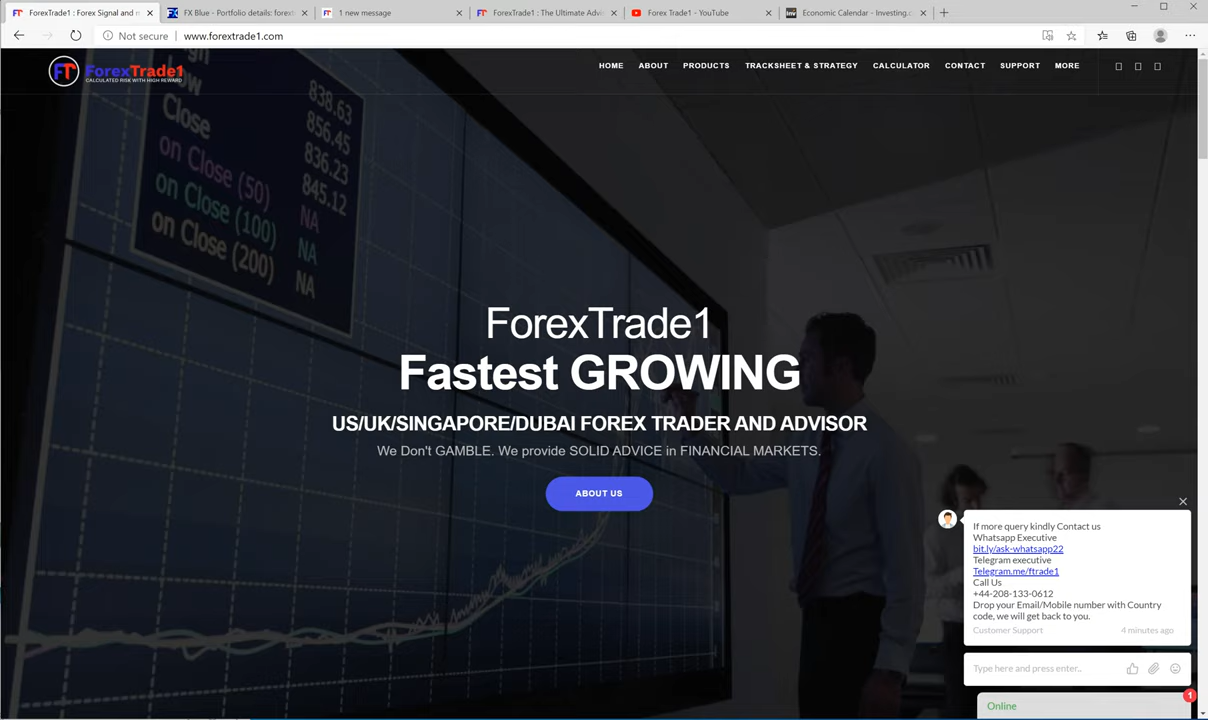 ForexTrade1 : Forex Signal and m
FX Blue - Portfolio details: forext
1 new message
ForexTrade1 : The Ultimate Advi
Forex Trade1 - YouTube
Economic Calendar - Investing.c
Not secure
www.forextrade1.com
FT ForexTrade1
CALCULATED RISK WITH HIGH REWARD
HOME
ABOUT
PRODUCTS
TRACKSHEET & STRATEGY
CALCULATOR
CONTACT
SUPPORT
MORE
838.63
Close 856.45
on Close (50) 836.23
on Close (100) 845.12
on Close (200) NA
NA
NA
ForexTrade1
Fastest GROWING
US/UK/SINGAPORE/DUBAI FOREX TRADER AND ADVISOR
We Don't GAMBLE. We provide SOLID ADVICE in FINANCIAL MARKETS.
ABOUT US
If more query kindly Contact us
Whatsapp Executive
bit.ly/ask-whatsapp22
Telegram executive
Telegram.me/ftrade1
Call Us
+44-208-133-0612
Drop your Email/Mobile number with Country
code, we will get back to you.
Customer Support 4 minutes ago
Type here and press enter..
Online
1